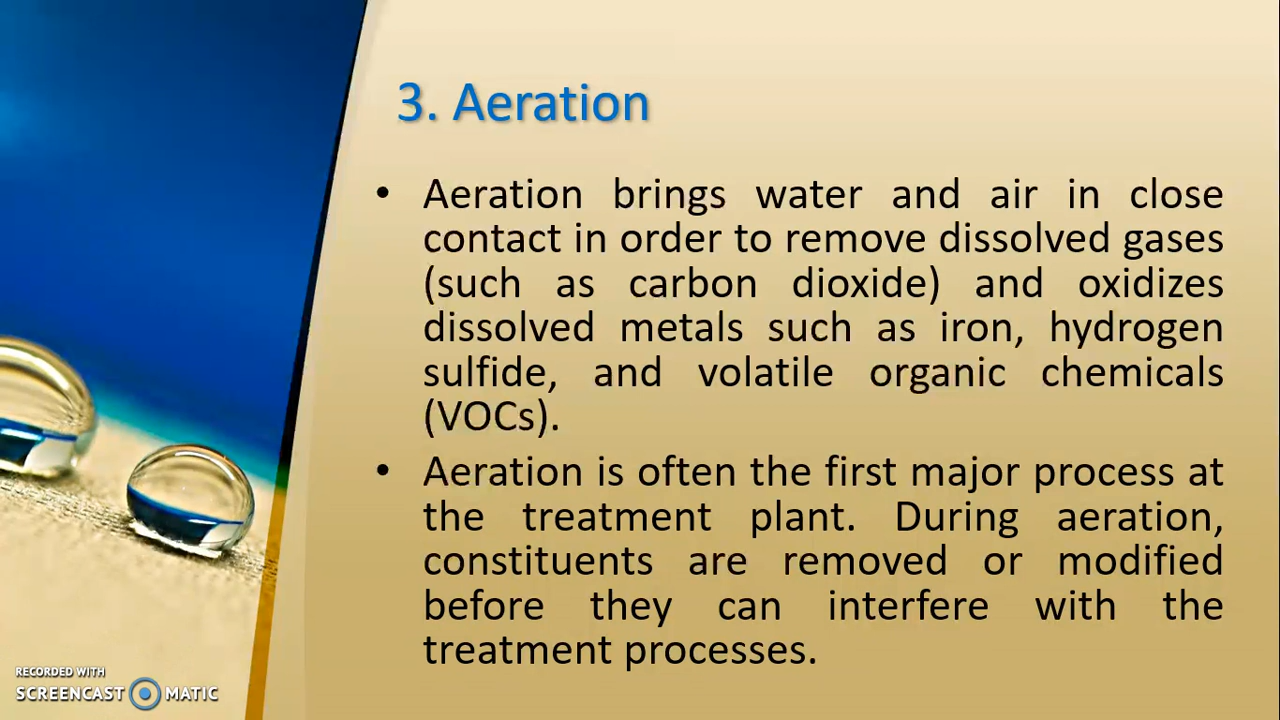 3. Aeration
• Aeration brings water and air in close
contact in order to remove dissolved gases
(such as carbon dioxide) and oxidizes
dissolved metals such as iron, hydrogen
sulfide, and volatile organic chemicals
(VOCs).
• Aeration is often the first major process at
the treatment plant. During aeration,
constituents are removed or modified
before they can interfere with the
treatment processes.
RECORDED WITH
SCREENCAST MATIC